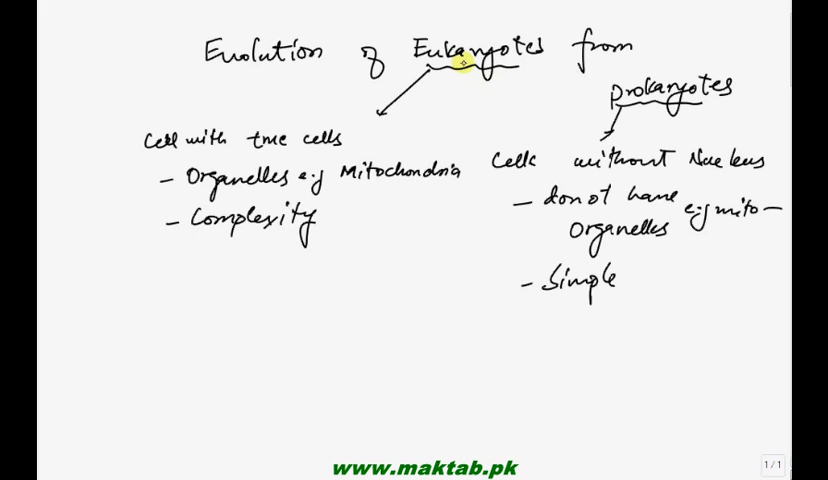 Evolution of Eukaryotes from
Prokaryotes
Cell with true cells
- Organelles e.g Mitochondria
- Complexity
Cells without Nucleus
- do not have
Organelles e.g mito-
- Simple
1/1
www.maktab.pk